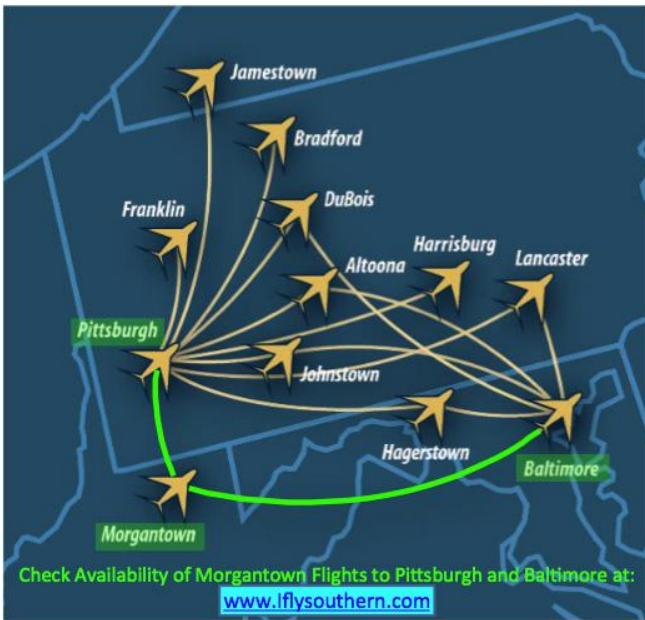 Jamestown
Bradford
DuBois
Franklin
Harrisburg
Altoona
Lancaster
Pittsburgh
Johnstown
Hagerstown
Baltimore
Morgantown
Check Availability of Morgantown Flights to Pittsburgh and Baltimore at:
www.Iflysouthern.com